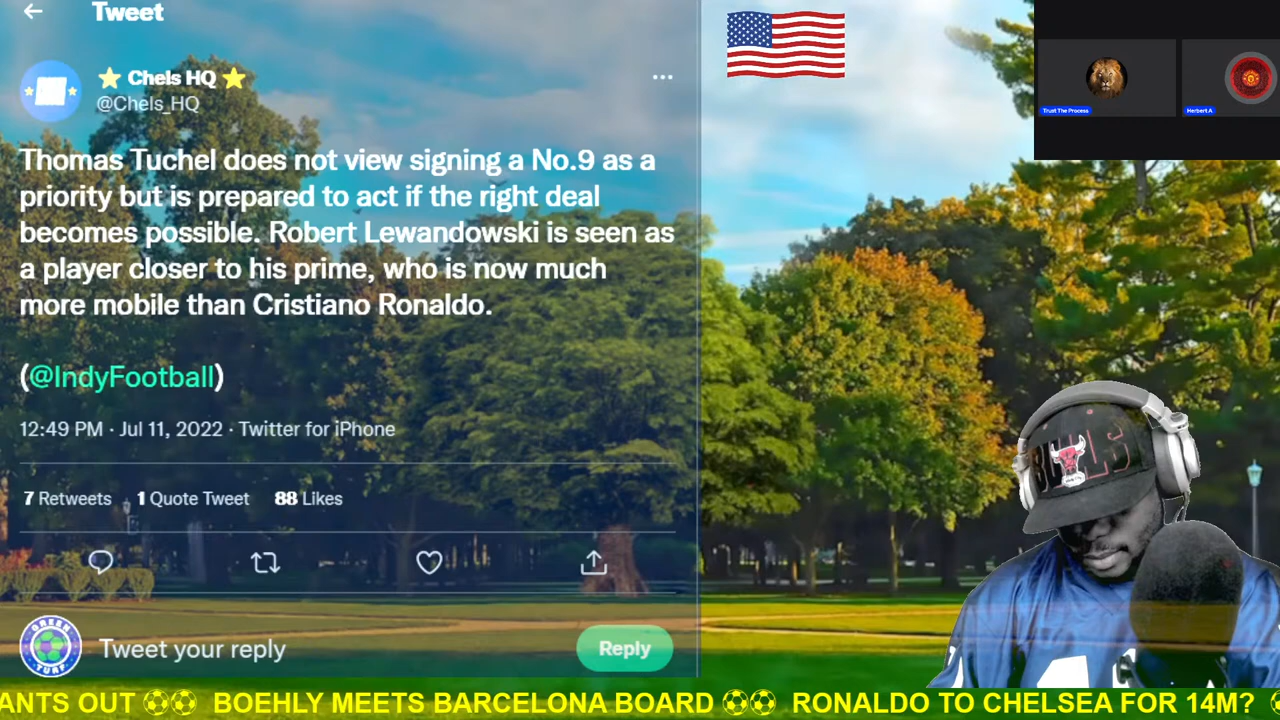 Tweet
Chels HQ
@Chels_HQ
Thomas Tuchel does not view signing a No.9 as a
priority but is prepared to act if the right deal
becomes possible. Robert Lewandowski is seen as
a player closer to his prime, who is now much
more mobile than Cristiano Ronaldo.
(@IndyFootball)
12:49 PM · Jul 11, 2022 · Twitter for iPhone
7 Retweets 1 Quote Tweet 88 Likes
GREEN
TURF
Tweet your reply
Reply
Trust The Process
Herbert A
BULLS
ANTS OUT BOEHLY MEETS BARCELONA BOARD RONALDO TO CHELSEA FOR 14M?